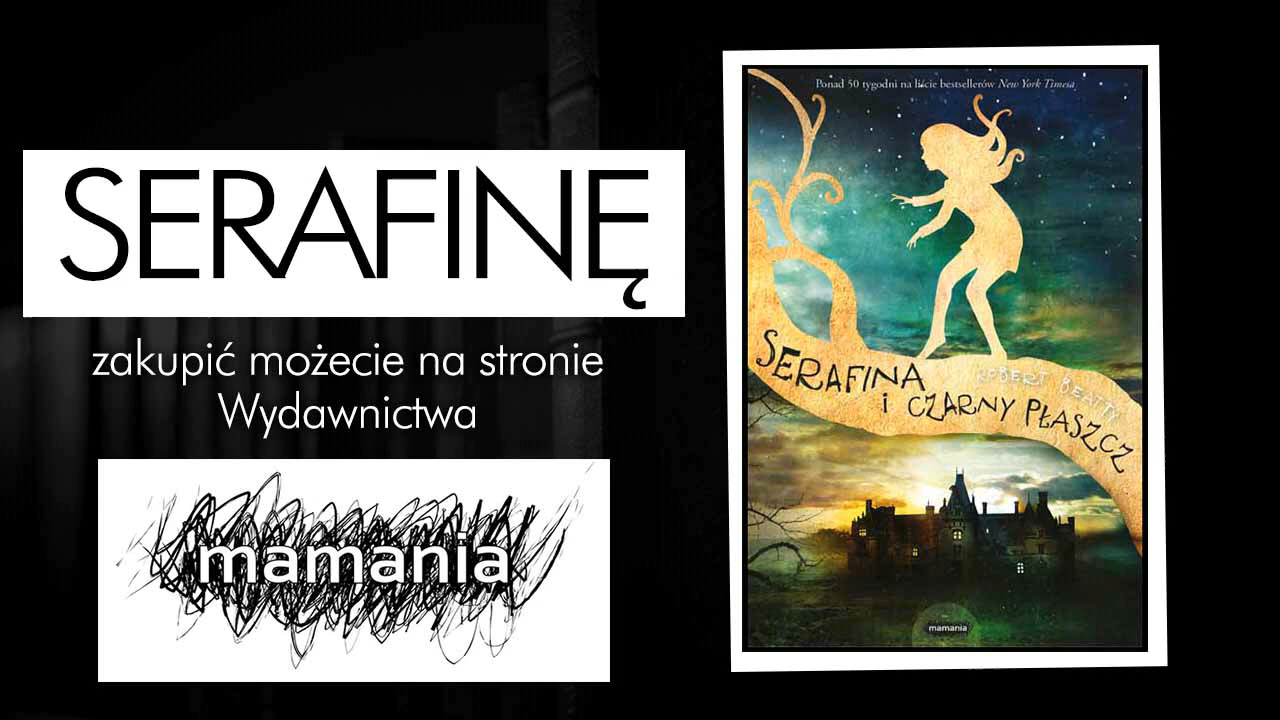 SERAFINĘ
zakupić możecie na stronie
Wydawnictwa
mamania
Ponad 50 tygodni na liście bestsellerów New York Timesa
SERAFINA
i CZARNY PŁASZCZ
ROBERT BEATTY
mamania